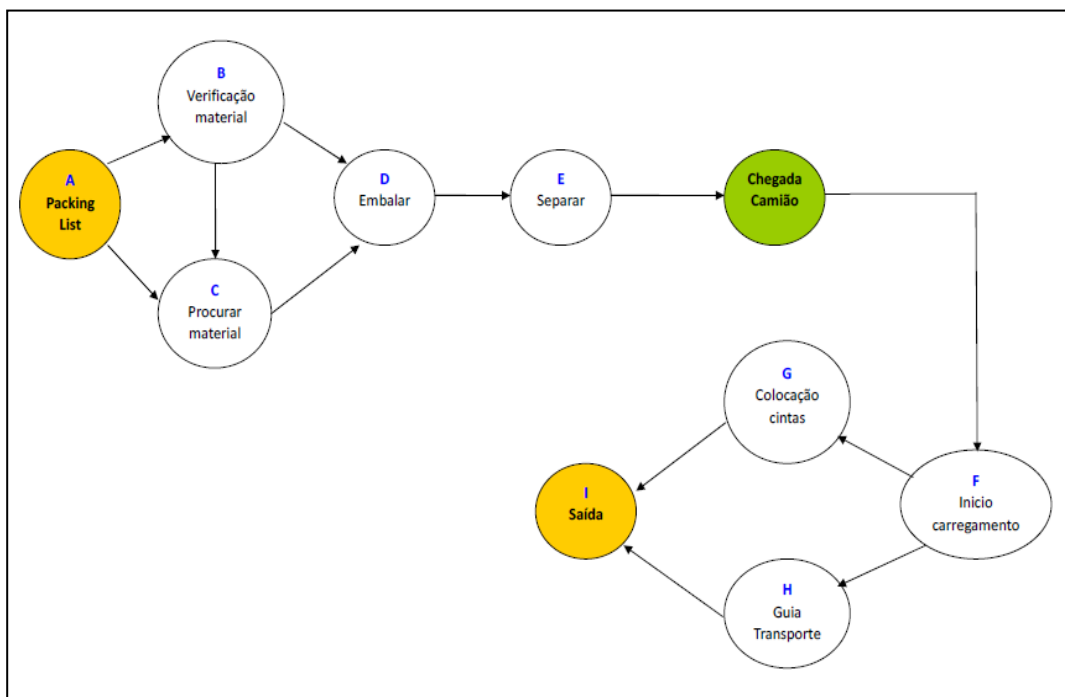 B
Verificação
material
A
Packing
List
D
Embalar
E
Separar
Chegada
Camião
C
Procurar
material
G
Colocação
cintas
F
Inicio
carregamento
I
Saída
H
Guia
Transporte